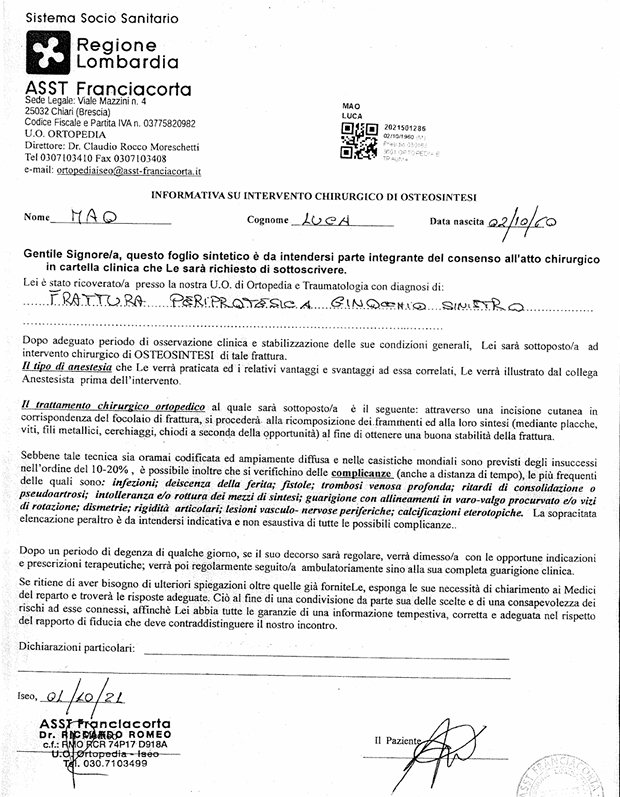 Sistema Socio Sanitario
Regione
Lombardia
ASST Franciacorta
Sede Legale: Viale Mazzini n. 4
25032 Chiari (Brescia)
Codice Fiscale e Partita IVA n. 03775820982
U.O. ORTOPEDIA
Direttore: Dr. Claudio Rocco Moreschetti
Tel 0307103410 Fax 0307103408
e-mail: ortopediaiseo@asst-franciacorta.it
MAO
LUCA
2021501286
02/10/1960
INFORMATIVA SU INTERVENTO CHIRURGICO DI OSTEOSINTESI
Nome MAO Cognome LUCA Data nascita 02/10/60
Gentile Signore/a, questo foglio sintetico è da intendersi parte integrante del consenso all'atto chirurgico
in cartella clinica che Le sarà richiesto di sottoscrivere.
Lei è stato ricoverato/a presso la nostra U.O. di Ortopedia e Traumatologia con diagnosi di:
FRATTURA PERIPROTESICA GINOCCHIO SINISTRO
Dopo adeguato periodo di osservazione clinica e stabilizzazione delle sue condizioni generali, Lei sarà sottoposto/a ad
intervento chirurgico di OSTEOSINTESI di tale frattura.
Il tipo di anestesia che Le verrà praticata ed i relativi vantaggi e svantaggi ad essa correlati, Le verrà illustrato dal collega
Anestesista prima dell'intervento.
Il trattamento chirurgico ortopedico al quale sarà sottoposto/a è il seguente: attraverso una incisione cutanea in
corrispondenza del focolaio di frattura, si procederà alla ricomposizione dei frammenti ed alla loro sintesi (mediante placche,
viti, fili metallici, cerchiaggi, chiodi a seconda della opportunità) al fine di ottenere una buona stabilità della frattura.
Sebbene tale tecnica sia oramai codificata ed ampiamente diffusa e nelle casistiche mondiali sono previsti degli insuccessi
nell'ordine del 10-20% , è possibile inoltre che si verifichino delle complicanze (anche a distanza di tempo), le più frequenti
delle quali sono: infezioni; deiscenza della ferita; fistole; trombosi venosa profonda; ritardi di consolidazione o
pseudoartrosi; intolleranza e/o rottura dei mezzi di sintesi; guarigione con allineamenti in varo-valgo procurvato e/o vizi
di rotazione; dismetrie; rigidità articolari; lesioni vasculo- nervose periferiche; calcificazioni eterotopiche. La sopracitata
elencazione peraltro è da intendersi indicativa e non esaustiva di tutte le possibili complicanze..
Dopo un periodo di degenza di qualche giorno, se il suo decorso sarà regolare, verrà dimesso/a con le opportune indicazioni
e prescrizioni terapeutiche; verrà poi regolarmente seguito/a ambulatoriamente sino alla sua completa guarigione clinica.
Se ritiene di aver bisogno di ulteriori spiegazioni oltre quelle già forniteLe, esponga le sue necessità di chiarimento ai Medici
del reparto e troverà le risposte adeguate. Ciò al fine di una condivisione da parte sua delle scelte e di una consapevolezza dei
rischi ad esse connessi, affinchè Lei abbia tutte le garanzie di una informazione tempestiva, corretta e adeguata nel rispetto
del rapporto di fiducia che deve contraddistinguere il nostro incontro.
Dichiarazioni particolari:
Iseo, 01/10/21
ASST Franciacorta
Dr. RICCARDO ROMEO
c.f.: RMO RCR 74P17 D918A
U.O. Ortopedia - Iseo
Tel. 030.7103499
Il Paziente
ASST FRANCIACORTA